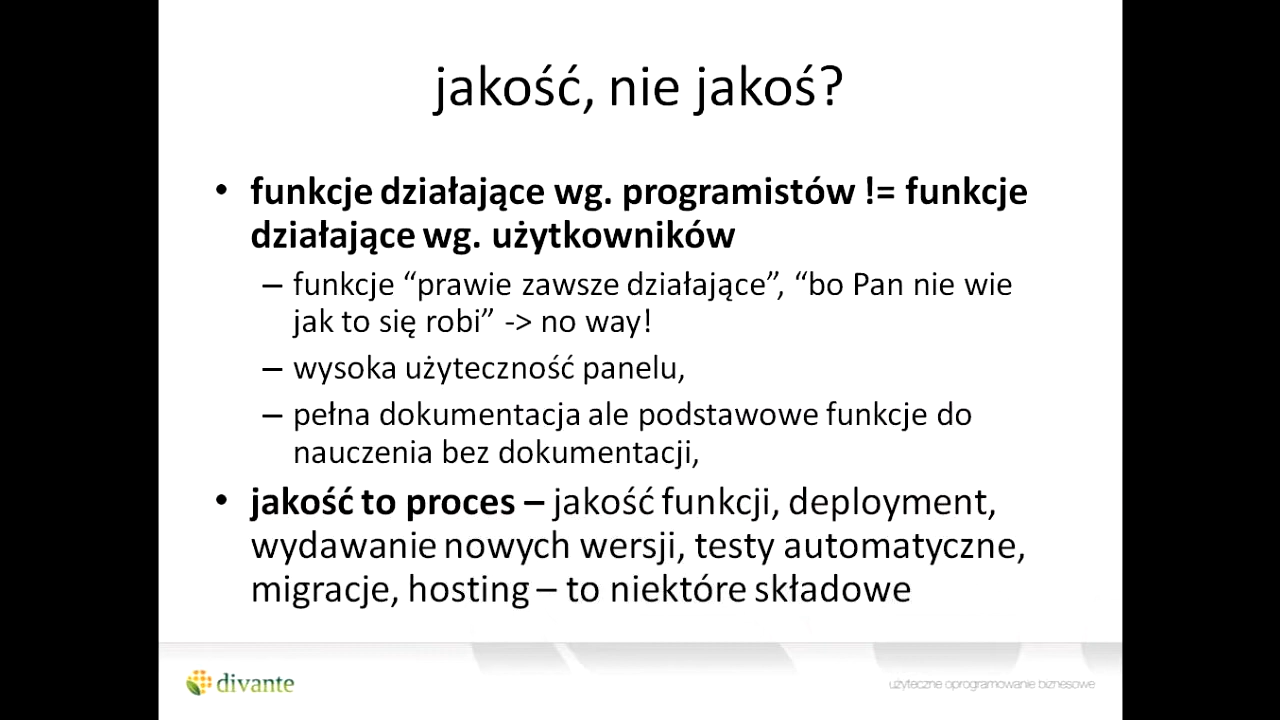 jakość, nie jakoś?
• funkcje działające wg. programistów != funkcje
działające wg. użytkowników
– funkcje “prawie zawsze działające”, “bo Pan nie wie
jak to się robi” -> no way!
– wysoka użyteczność panelu,
– pełna dokumentacja ale podstawowe funkcje do
nauczenia bez dokumentacji,
• jakość to proces – jakość funkcji, deployment,
wydawanie nowych wersji, testy automatyczne,
migracje, hosting – to niektóre składowe
divante
użyteczne oprogramowanie biznesowe